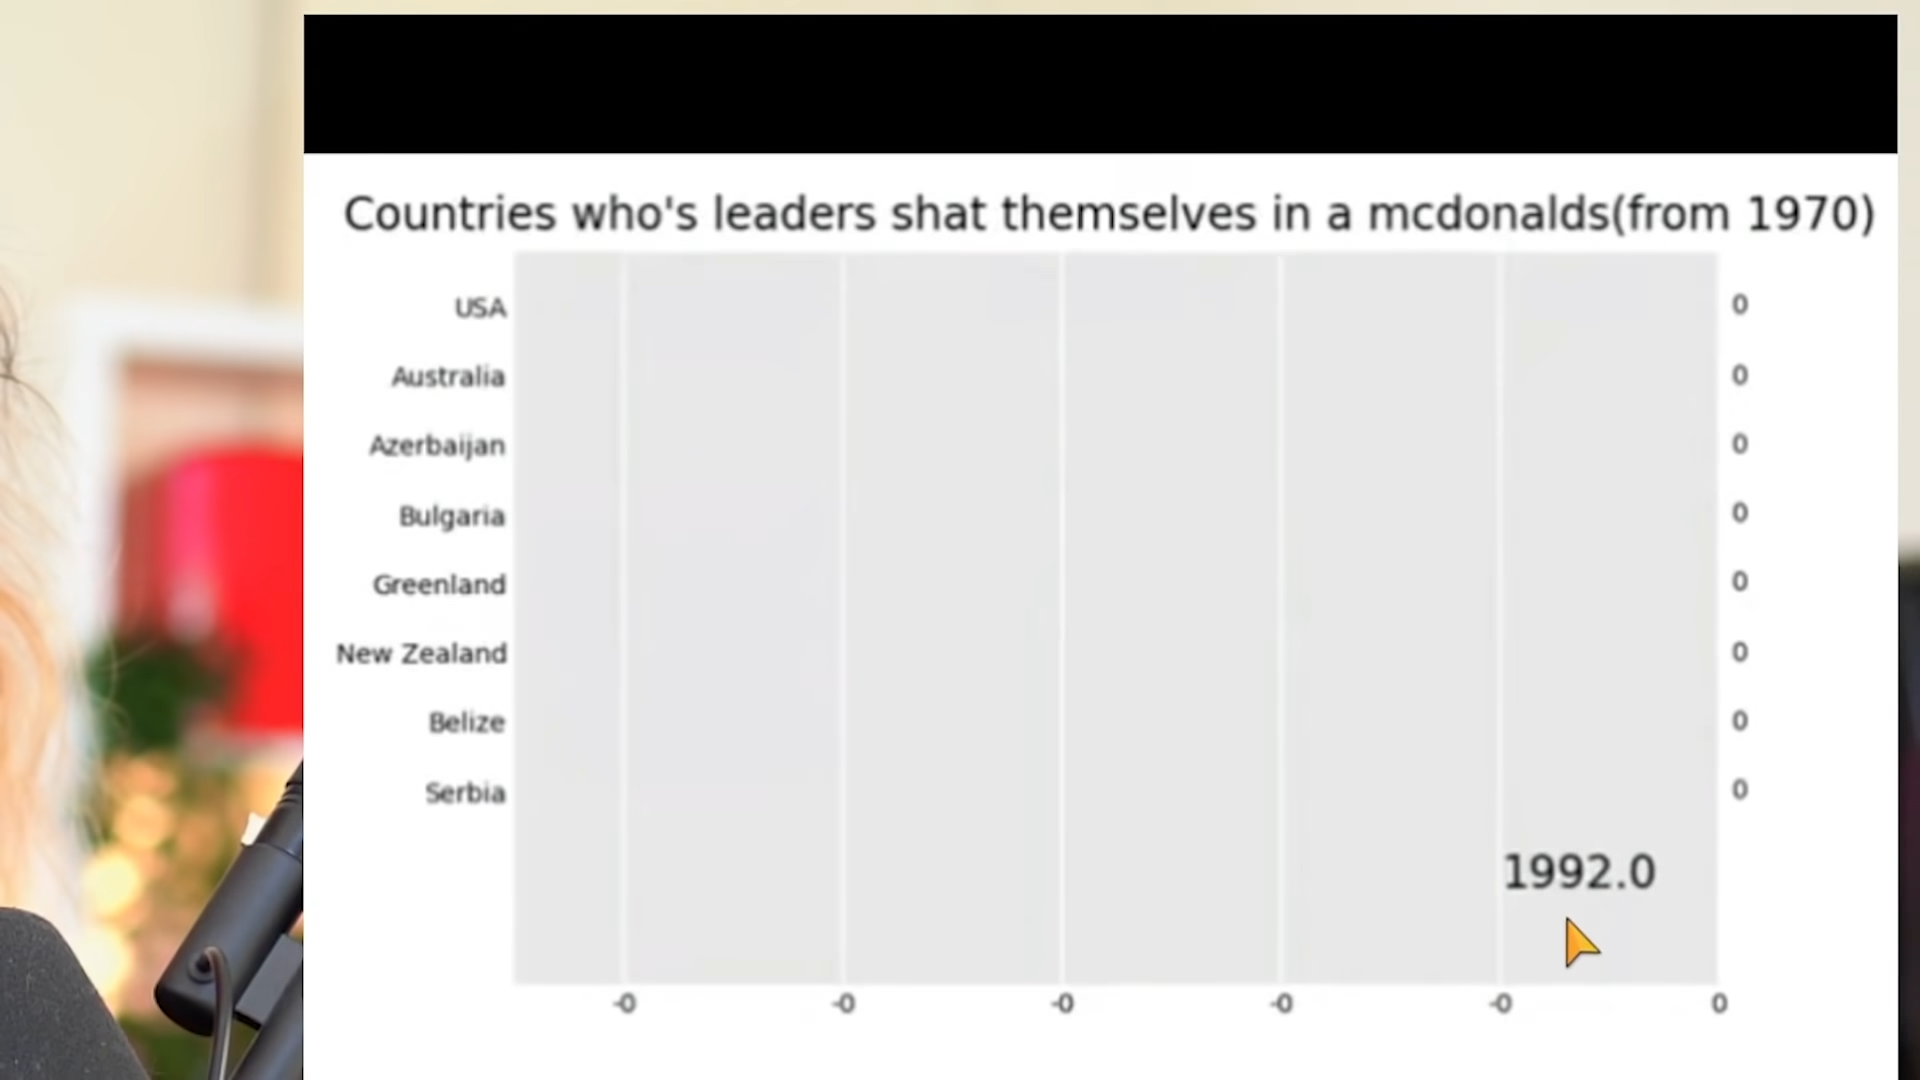 Countries who's leaders shat themselves in a mcdonalds(from 1970)
USA 0
Australia 0
Azerbaijan 0
Bulgaria 0
Greenland 0
New Zealand 0
Belize 0
Serbia 0
1992.0
-0 -0 -0 -0 -0 0